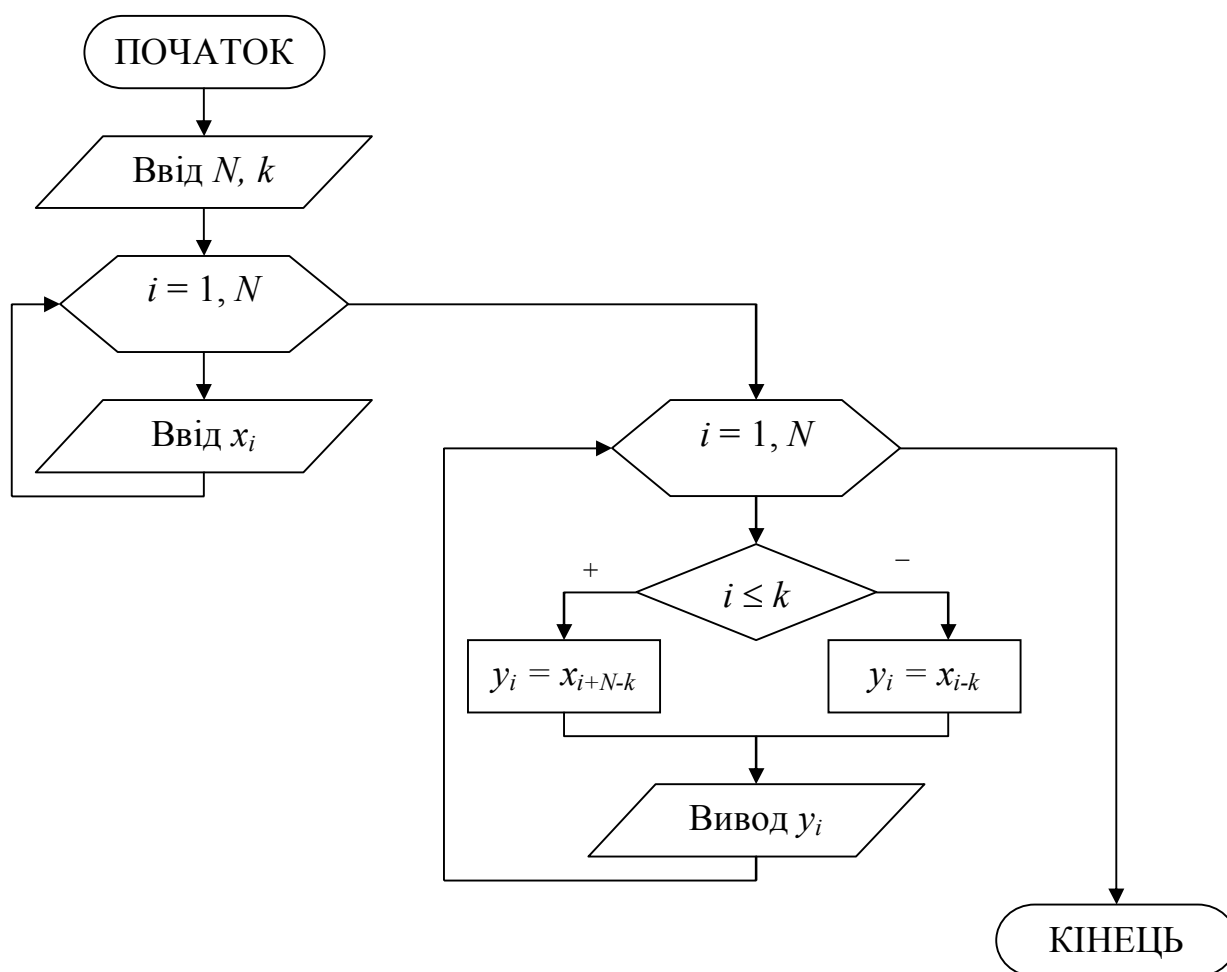 ПОЧАТОК
Ввід N, k
i = 1, N
Ввід xᵢ
i = 1, N
i ≤ k
+
−
yᵢ = xᵢ₊N₋ₖ
yᵢ = xᵢ₋ₖ
Вивод yᵢ
КІНЕЦЬ